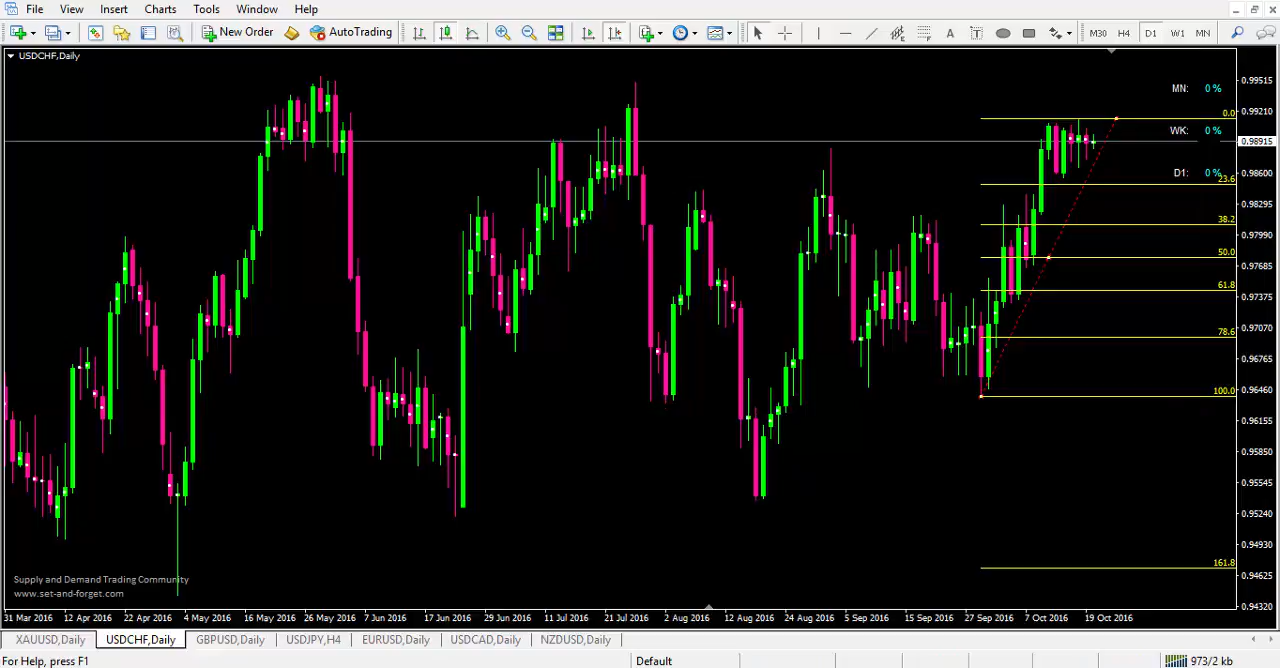 File View Insert Charts Tools Window Help
New Order AutoTrading M30 H4 D1 W1 MN
USDCHF,Daily
0.99515
MN: 0 %
0.99210
0.0
WK: 0 %
0.98915
D1: 0 %
0.98600
23.6
0.98295
38.2
0.97990
50.0
0.97685
61.8
0.97375
0.97070
78.6
0.96765
0.96460
100.0
0.96155
0.95850
0.95545
0.95240
0.94930
161.8
0.94625
0.94320
Supply and Demand Trading Community
www.set-and-forget.com
31 Mar 2016 12 Apr 2016 22 Apr 2016 4 May 2016 16 May 2016 26 May 2016 7 Jun 2016 17 Jun 2016 29 Jun 2016 11 Jul 2016 21 Jul 2016 2 Aug 2016 12 Aug 2016 24 Aug 2016 5 Sep 2016 15 Sep 2016 27 Sep 2016 7 Oct 2016 19 Oct 2016
XAUUSD,Daily USDCHF,Daily GBPUSD,Daily USDJPY,H4 EURUSD,Daily USDCAD,Daily NZDUSD,Daily
For Help, press F1 Default 973/2 kb